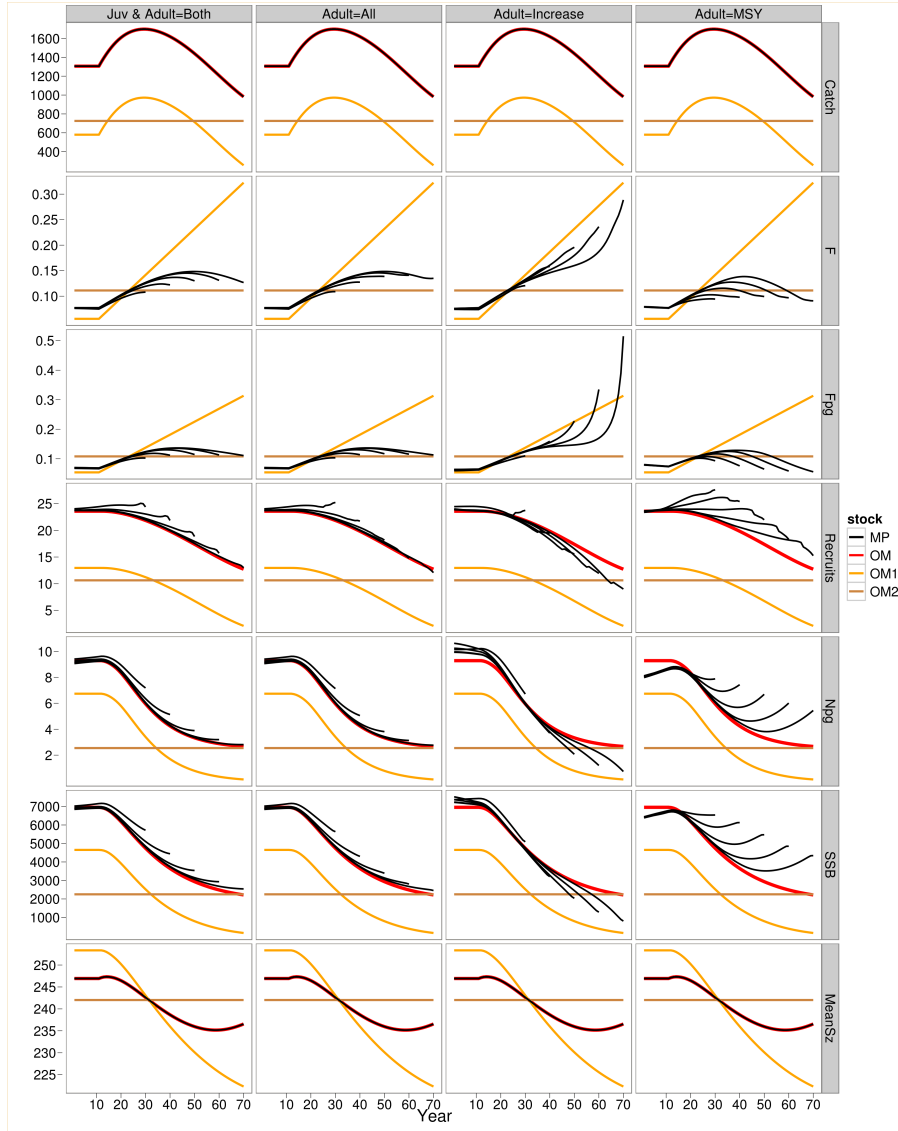 Juv & Adult=Both Adult=All Adult=Increase Adult=MSY
1600
1400
1200
1000
800
600
400
Catch
0.30
0.25
0.20
0.15
0.10
F
0.5
0.4
0.3
0.2
0.1
Fpg
25
20
15
10
5
Recruits
stock
MP
OM
OM1
OM2
10
8
6
4
2
Npg
7000
6000
5000
4000
3000
2000
1000
SSB
250
245
240
235
230
225
MeanSz
10 20 30 40 50 60 70 10 20 30 40 50 60 70 10 20 30 40 50 60 70 10 20 30 40 50 60 70
Year